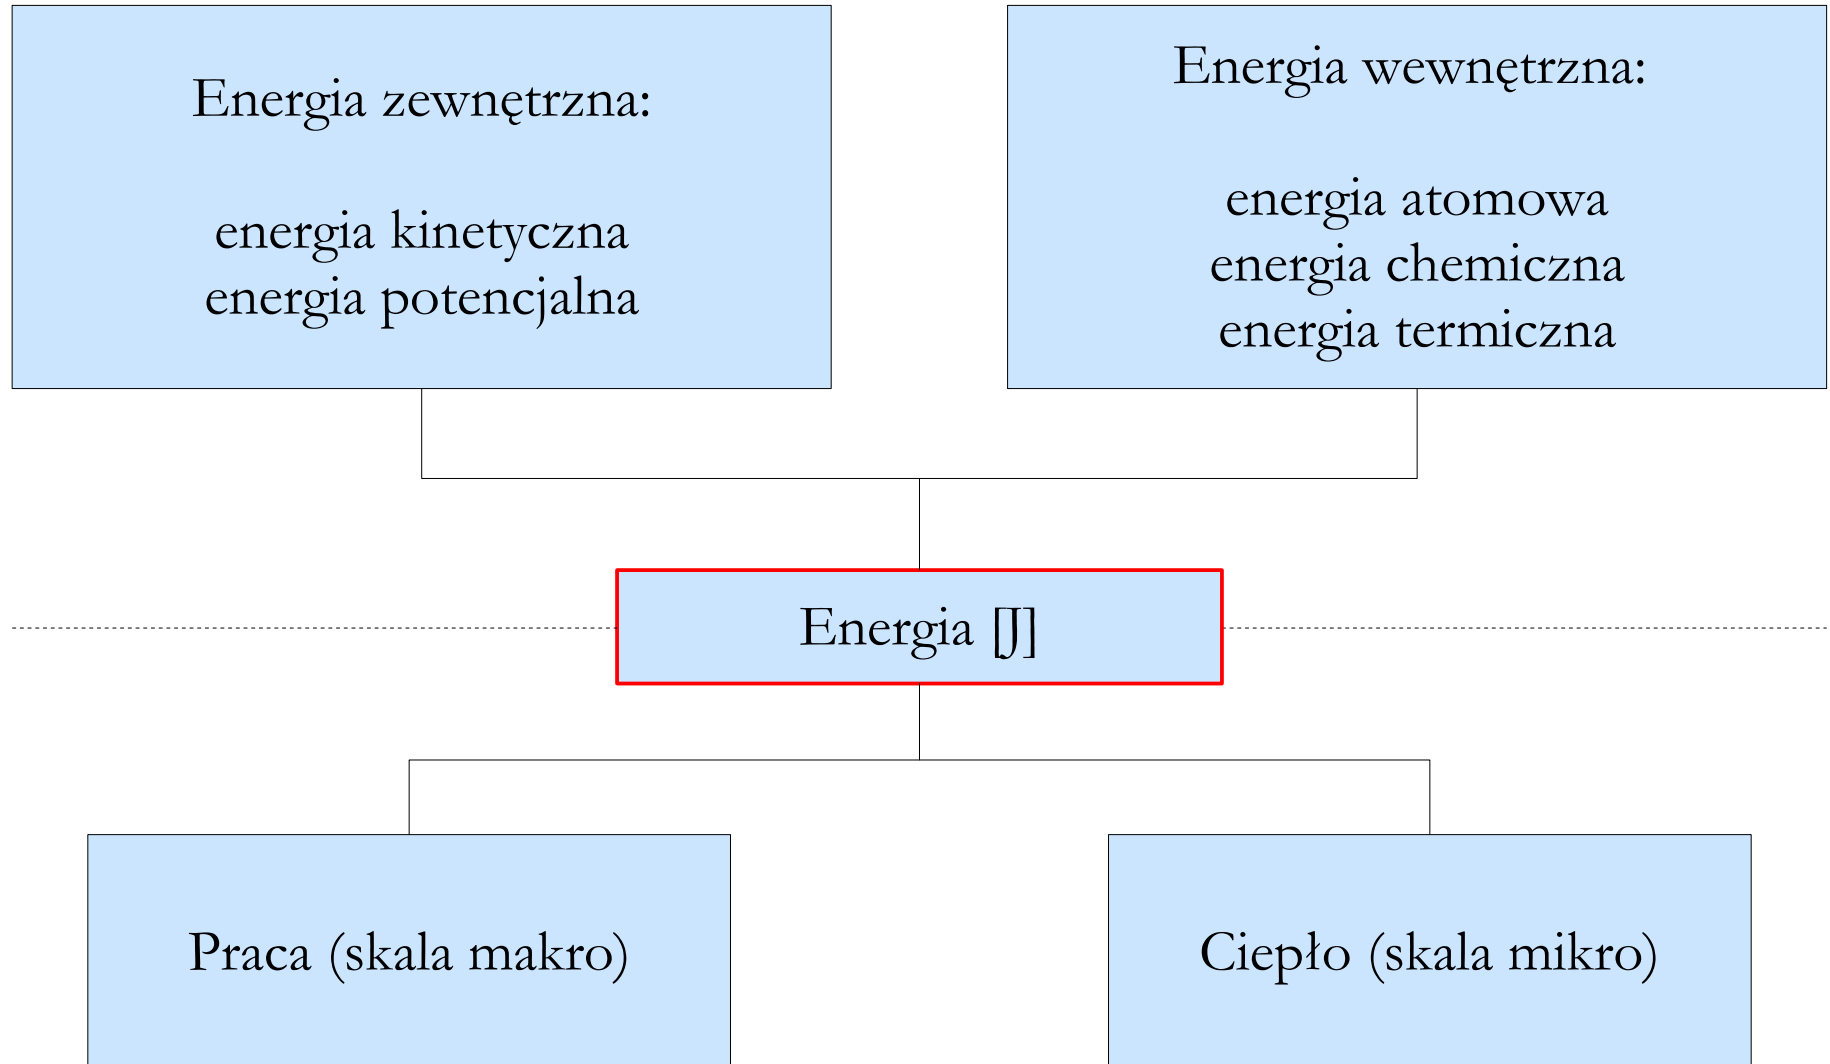 Energia zewnętrzna:
energia kinetyczna
energia potencjalna
Energia wewnętrzna:
energia atomowa
energia chemiczna
energia termiczna
Energia [J]
Praca (skala makro)
Ciepło (skala mikro)